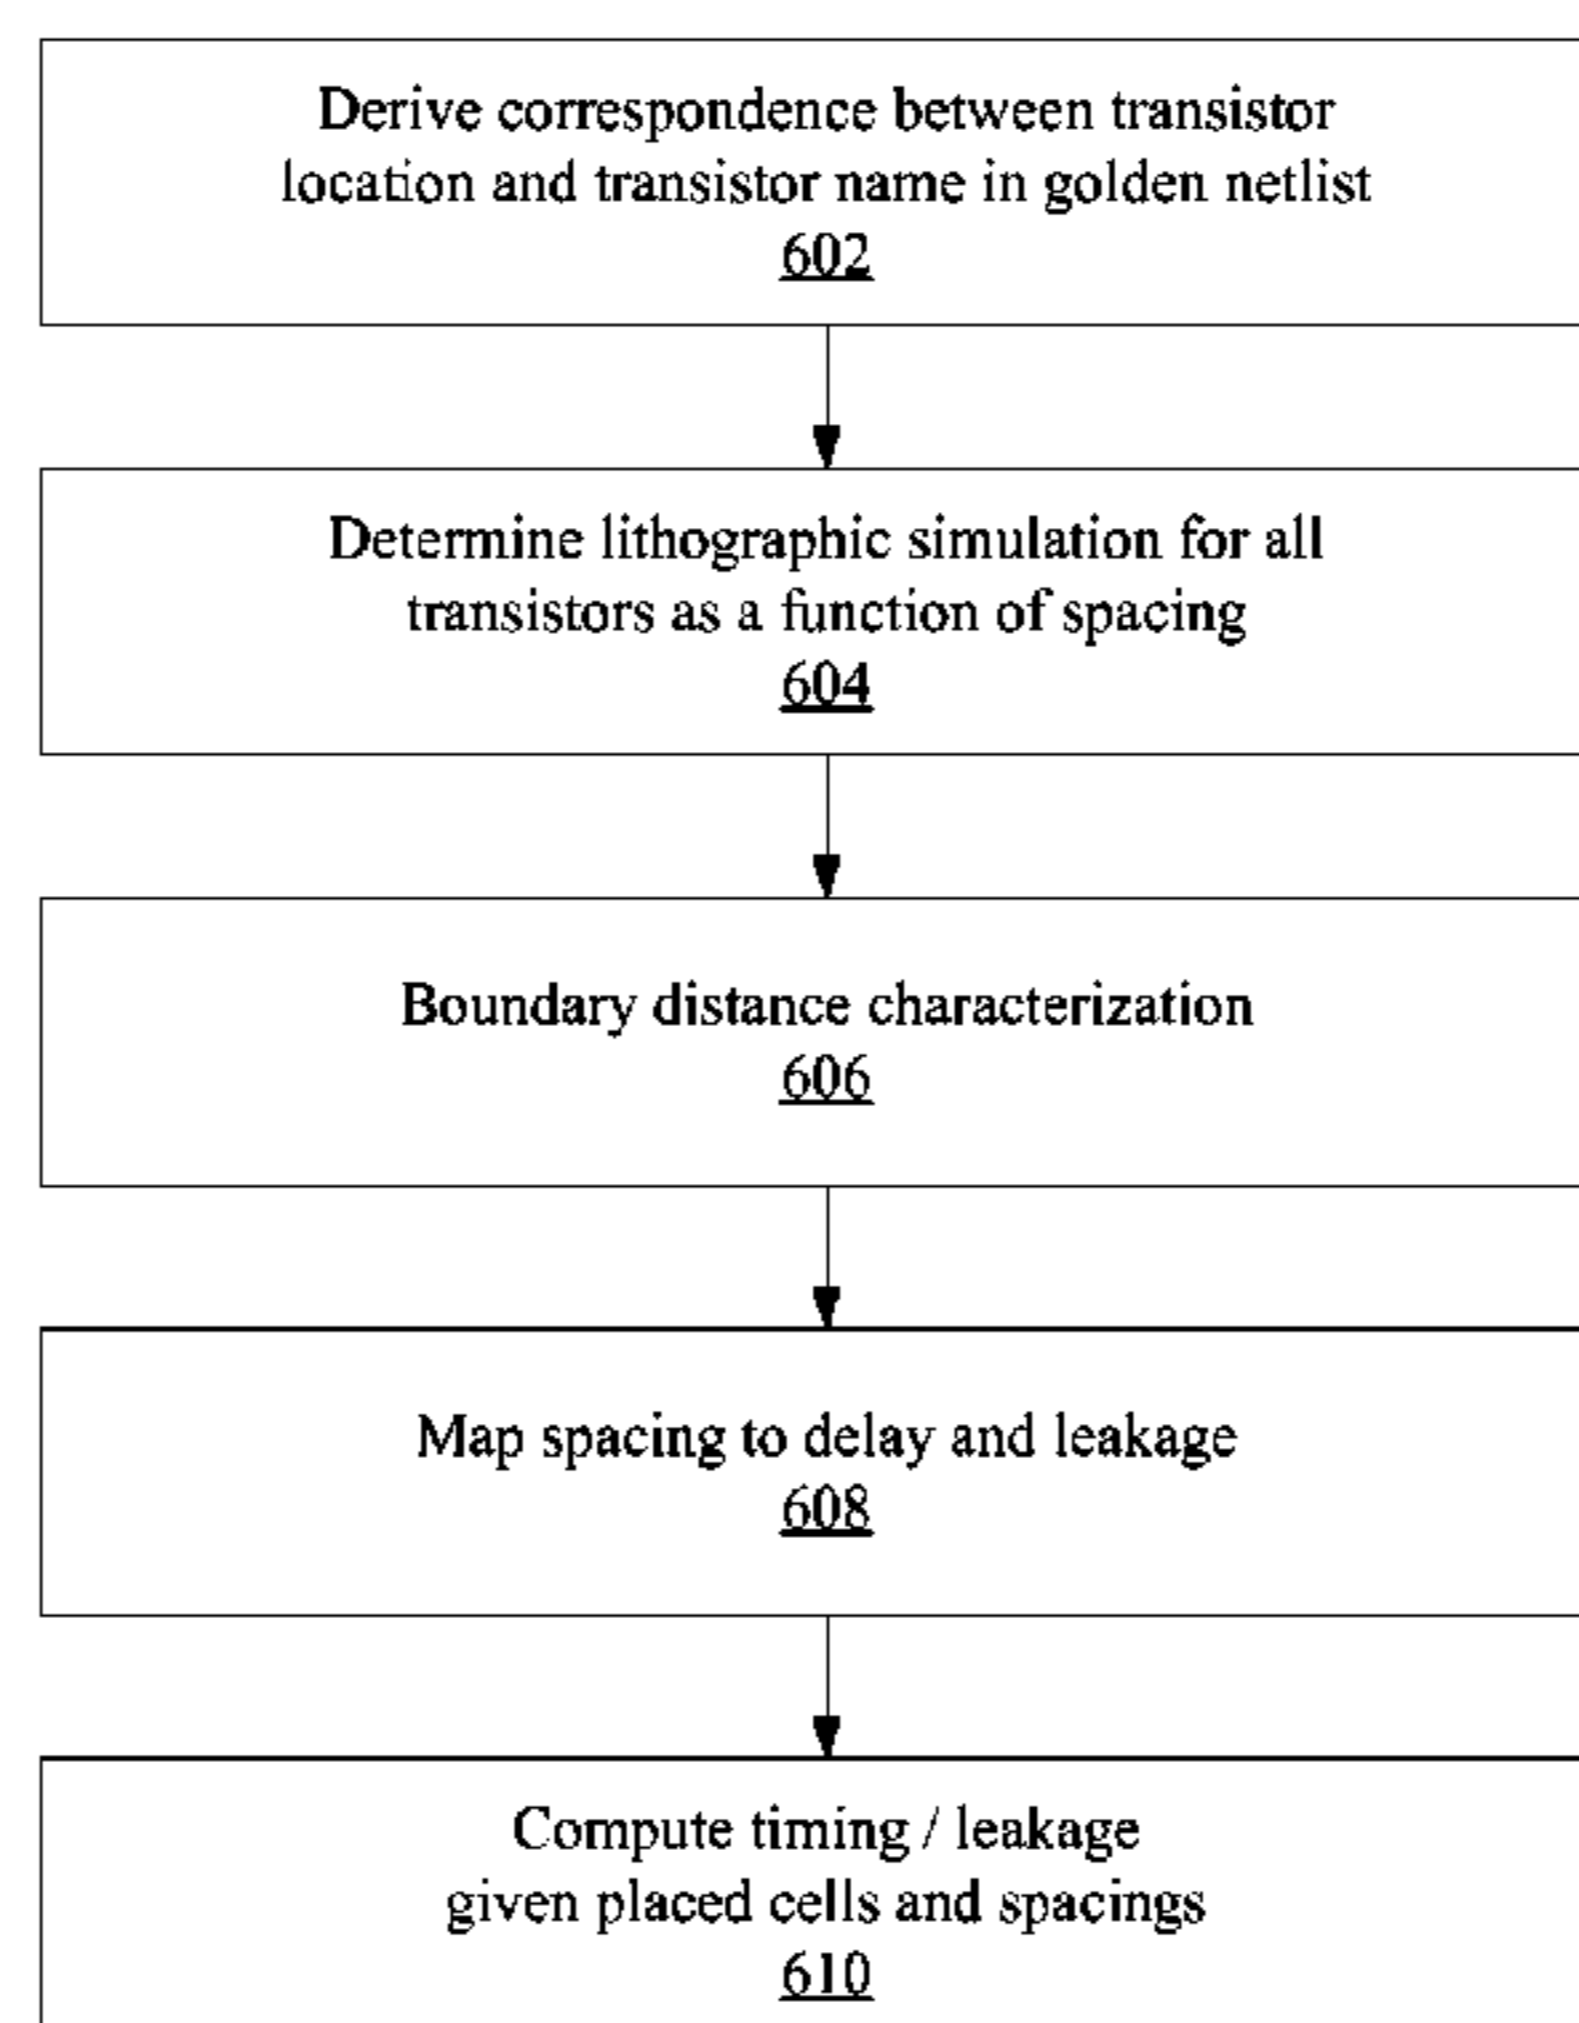 Derive correspondence between transistor
location and transistor name in golden netlist
602
Determine lithographic simulation for all
transistors as a function of spacing
604
Boundary distance characterization
606
Map spacing to delay and leakage
608
Compute timing / leakage
given placed cells and spacings
610